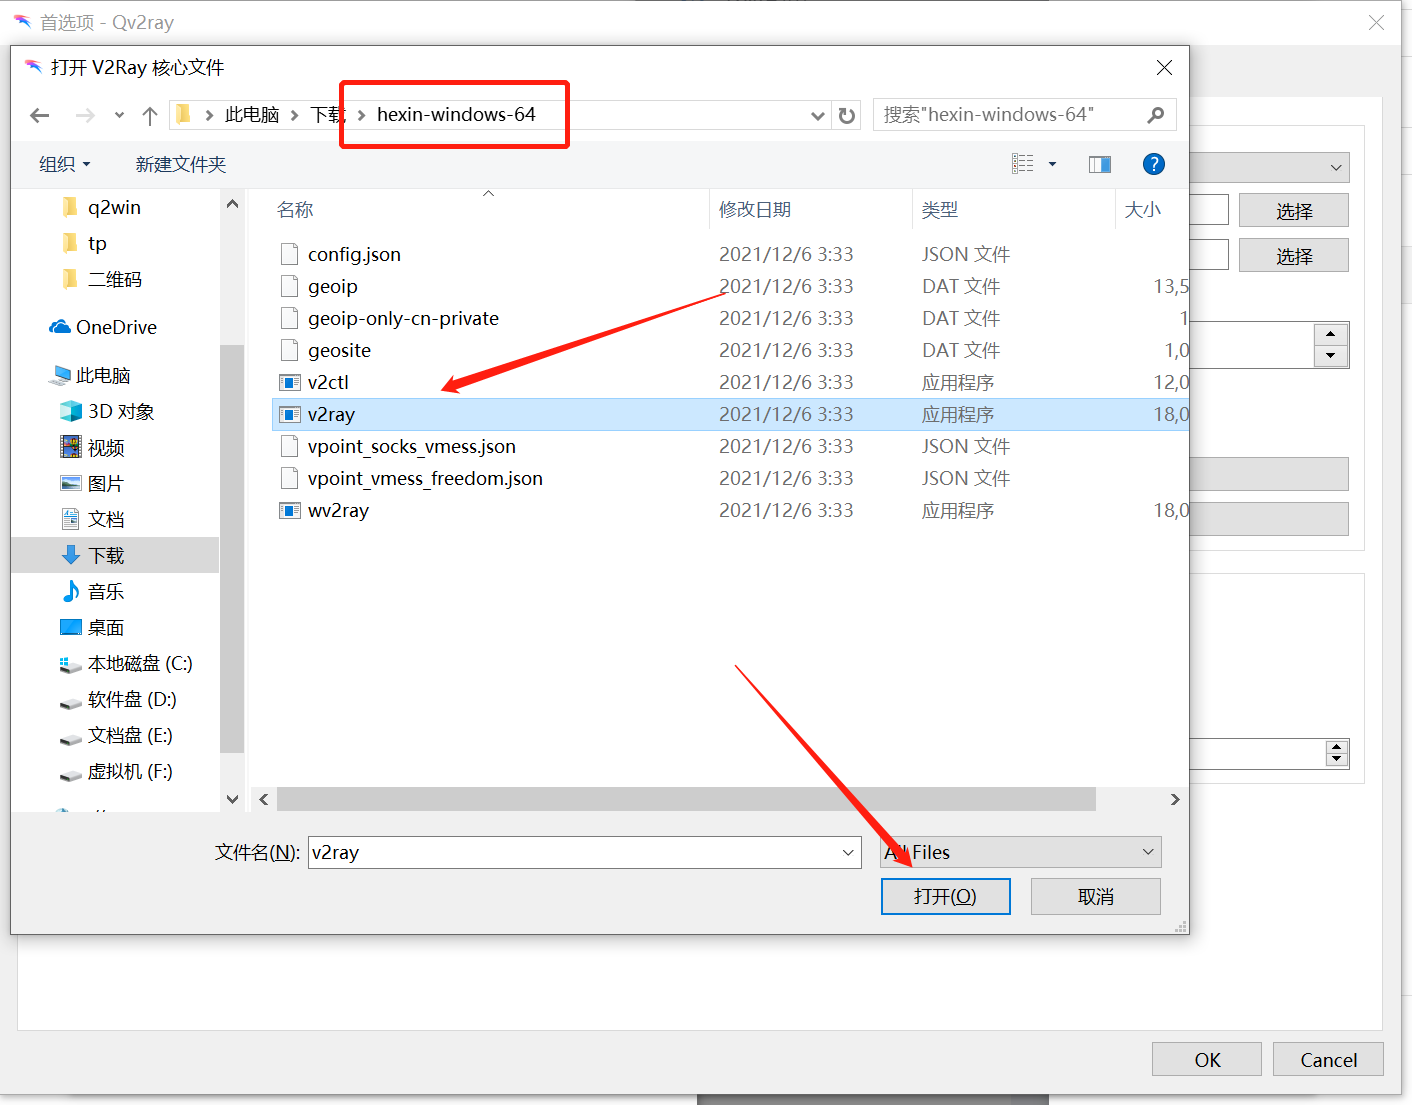 首选项 - Qv2ray
打开 V2Ray 核心文件
此电脑 下载 hexin-windows-64
搜索"hexin-windows-64"
组织 新建文件夹
q2win
tp
二维码
OneDrive
此电脑
3D 对象
视频
图片
文档
下载
音乐
桌面
本地磁盘 (C:)
软件盘 (D:)
文档盘 (E:)
虚拟机 (F:)
名称 修改日期 类型 大小
config.json 2021/12/6 3:33 JSON 文件
geoip 2021/12/6 3:33 DAT 文件 13,5
geoip-only-cn-private 2021/12/6 3:33 DAT 文件 1
geosite 2021/12/6 3:33 DAT 文件 1,0
v2ctl 2021/12/6 3:33 应用程序 12,0
v2ray 2021/12/6 3:33 应用程序 18,0
vpoint_socks_vmess.json 2021/12/6 3:33 JSON 文件
vpoint_vmess_freedom.json 2021/12/6 3:33 JSON 文件
wv2ray 2021/12/6 3:33 应用程序 18,0
选择
选择
文件名(N): v2ray All Files
打开(O) 取消
OK Cancel